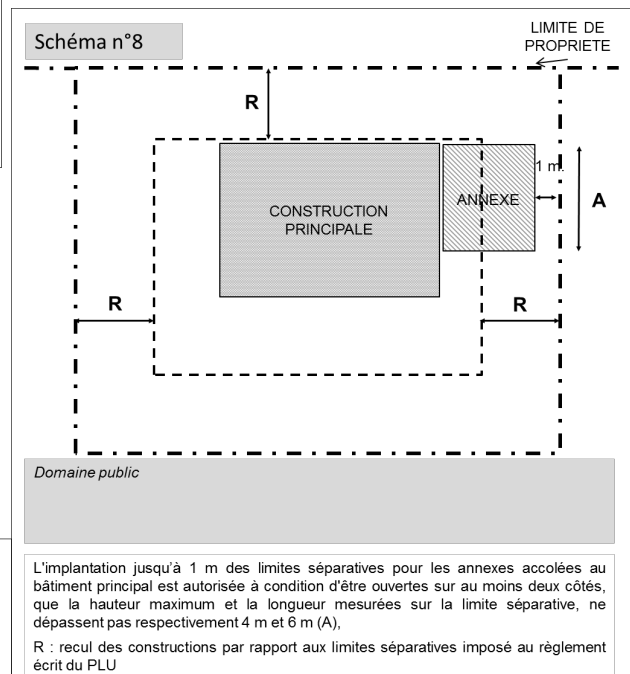 Schéma n°8
LIMITE DE
PROPRIETE
R
1 m.
A
ANNEXE
CONSTRUCTION
PRINCIPALE
R
R
Domaine public
L'implantation jusqu'à 1 m des limites séparatives pour les annexes accolées au
bâtiment principal est autorisée à condition d'être ouvertes sur au moins deux côtés,
que la hauteur maximum et la longueur mesurées sur la limite séparative, ne
dépassent pas respectivement 4 m et 6 m (A),
R : recul des constructions par rapport aux limites séparatives imposé au règlement
écrit du PLU